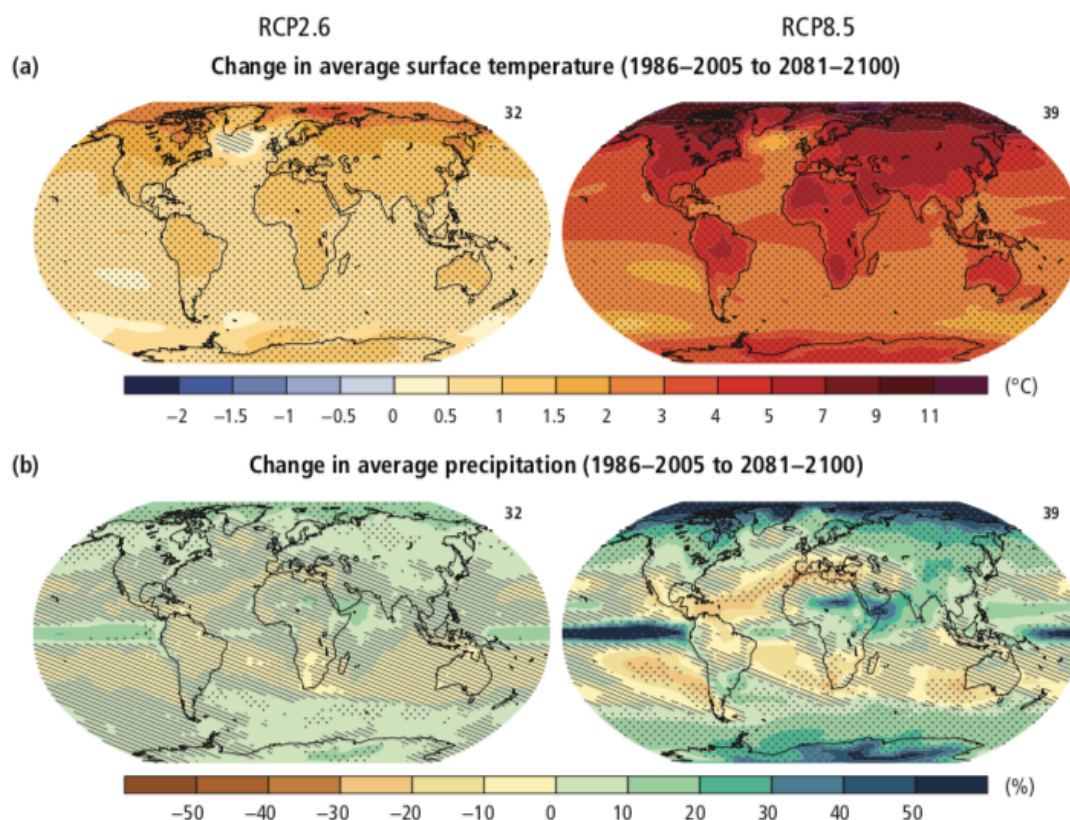 RCP2.6 RCP8.5
(a) Change in average surface temperature (1986–2005 to 2081–2100)
32 39
(°C)
−2 −1.5 −1 −0.5 0 0.5 1 1.5 2 3 4 5 7 9 11
(b) Change in average precipitation (1986–2005 to 2081–2100)
32 39
(%)
−50 −40 −30 −20 −10 0 10 20 30 40 50